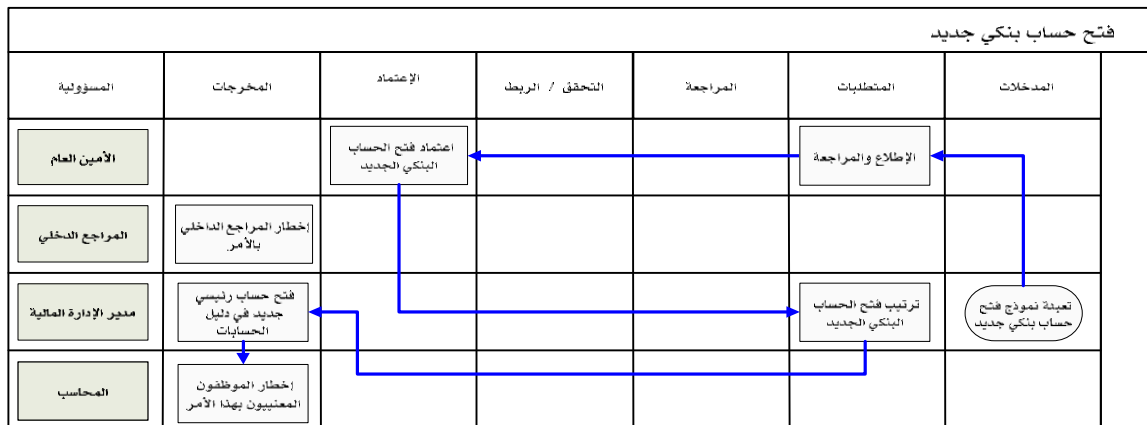 فتح حساب بنكي جديد
المدخلات
المتطلبات
المراجعة
التحقق / الربط
الإعتماد
المخرجات
المسؤولية
الإطلاع والمراجعة
اعتماد فتح الحساب
البنكي الجديد
الأمين العام
إخطار المراجع الداخلي
بالأمر
المراجع الدخلي
تعبئة نموذج فتح
حساب بنكي جديد
ترتيب فتح الحساب
البنكي الجديد
فتح حساب رئيسي
جديد في دليل
الحسابات
مدير الإدارة المالية
إخطار الموظفون
المعنييون بهذا الأمر
المحاسب